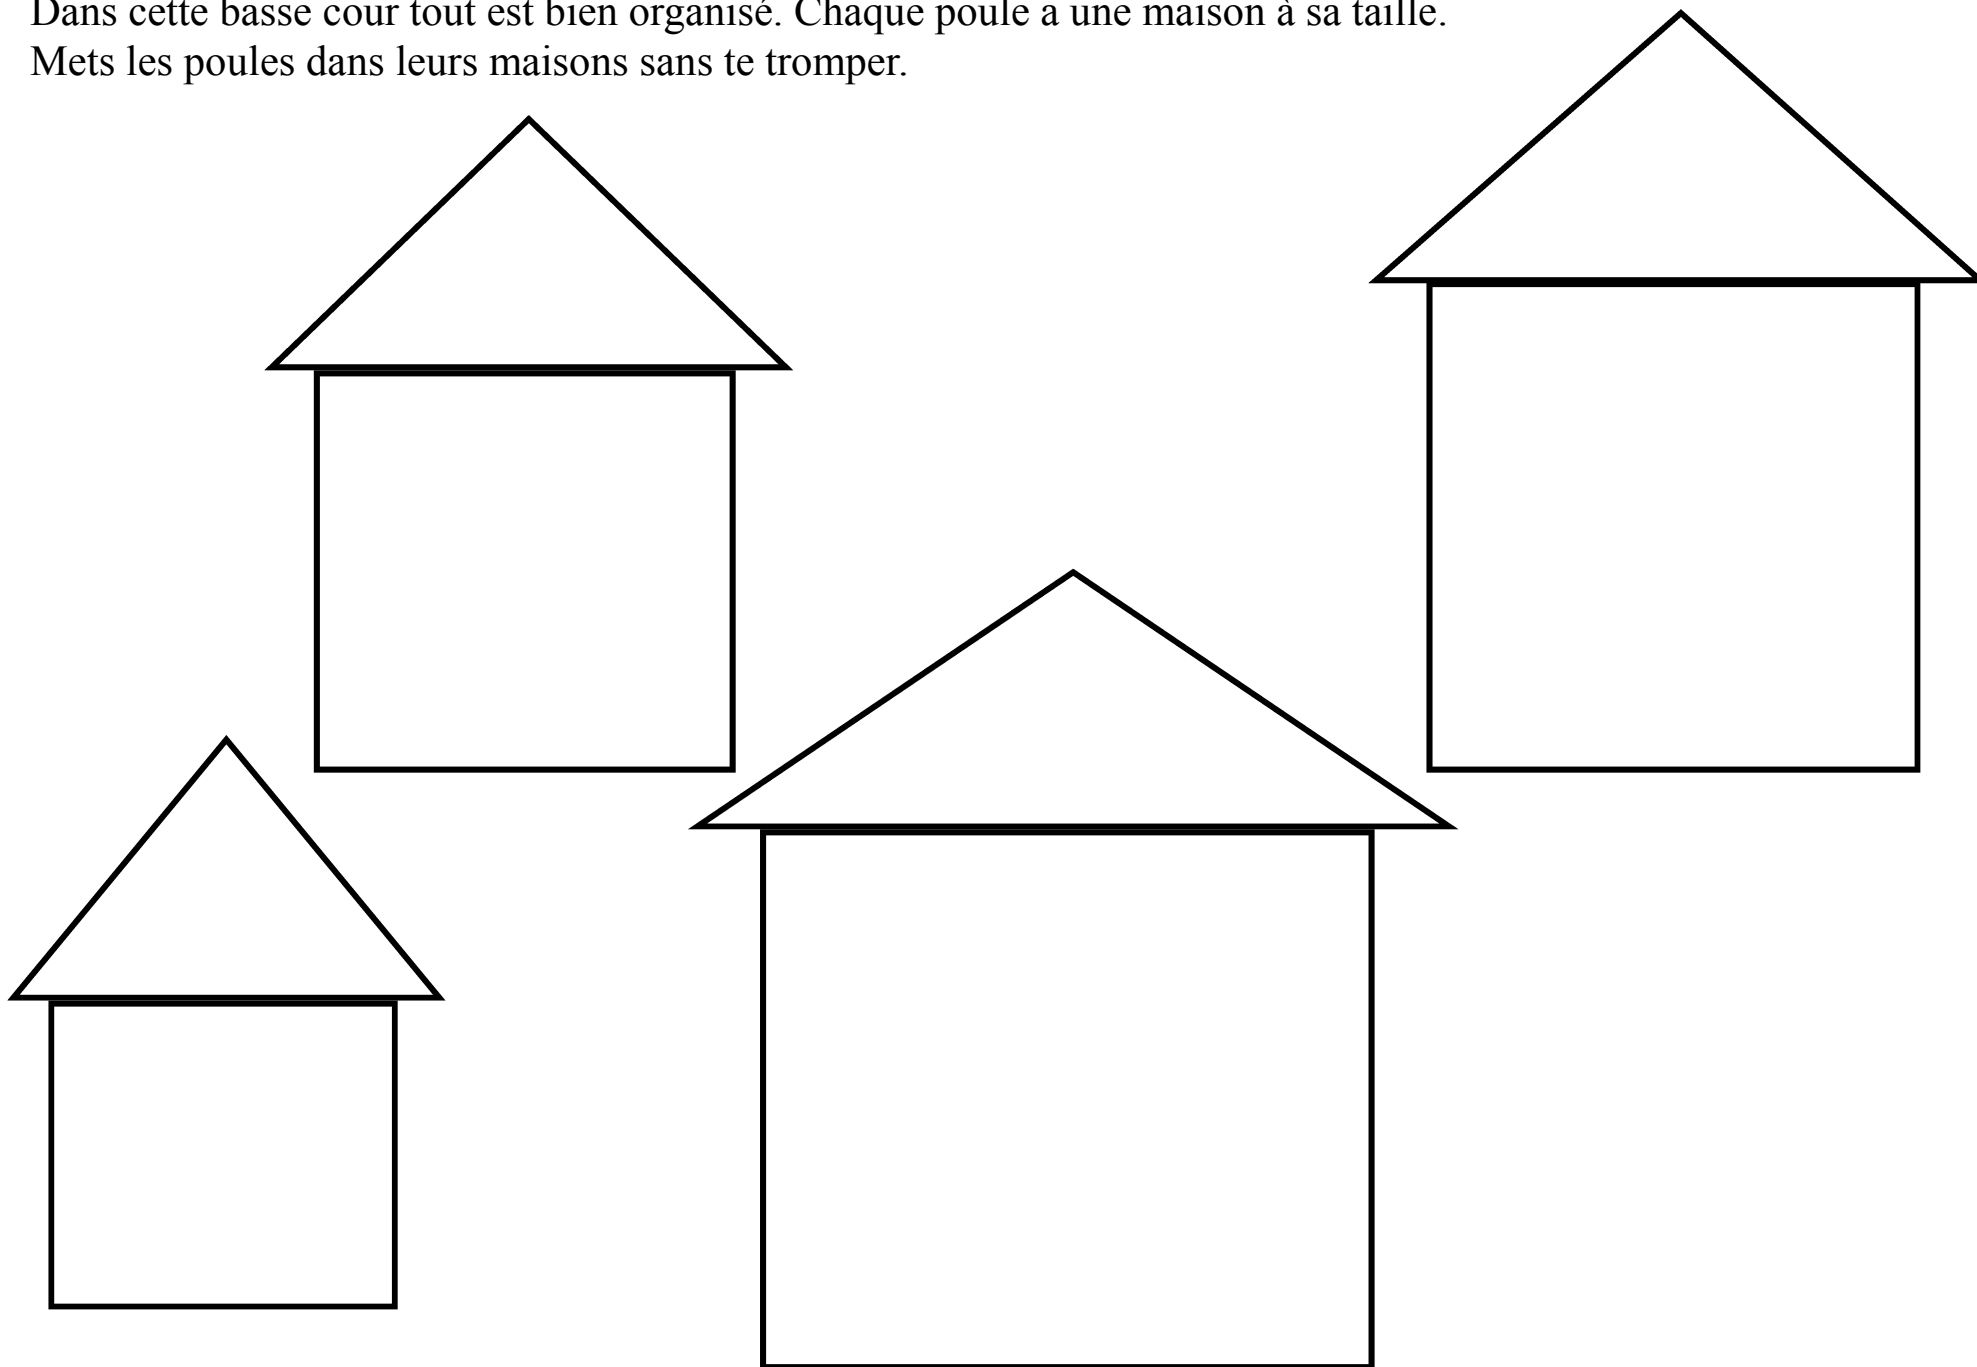 Dans cette basse cour tout est bien organisé. Chaque poule a une maison à sa taille.
Mets les poules dans leurs maisons sans te tromper.